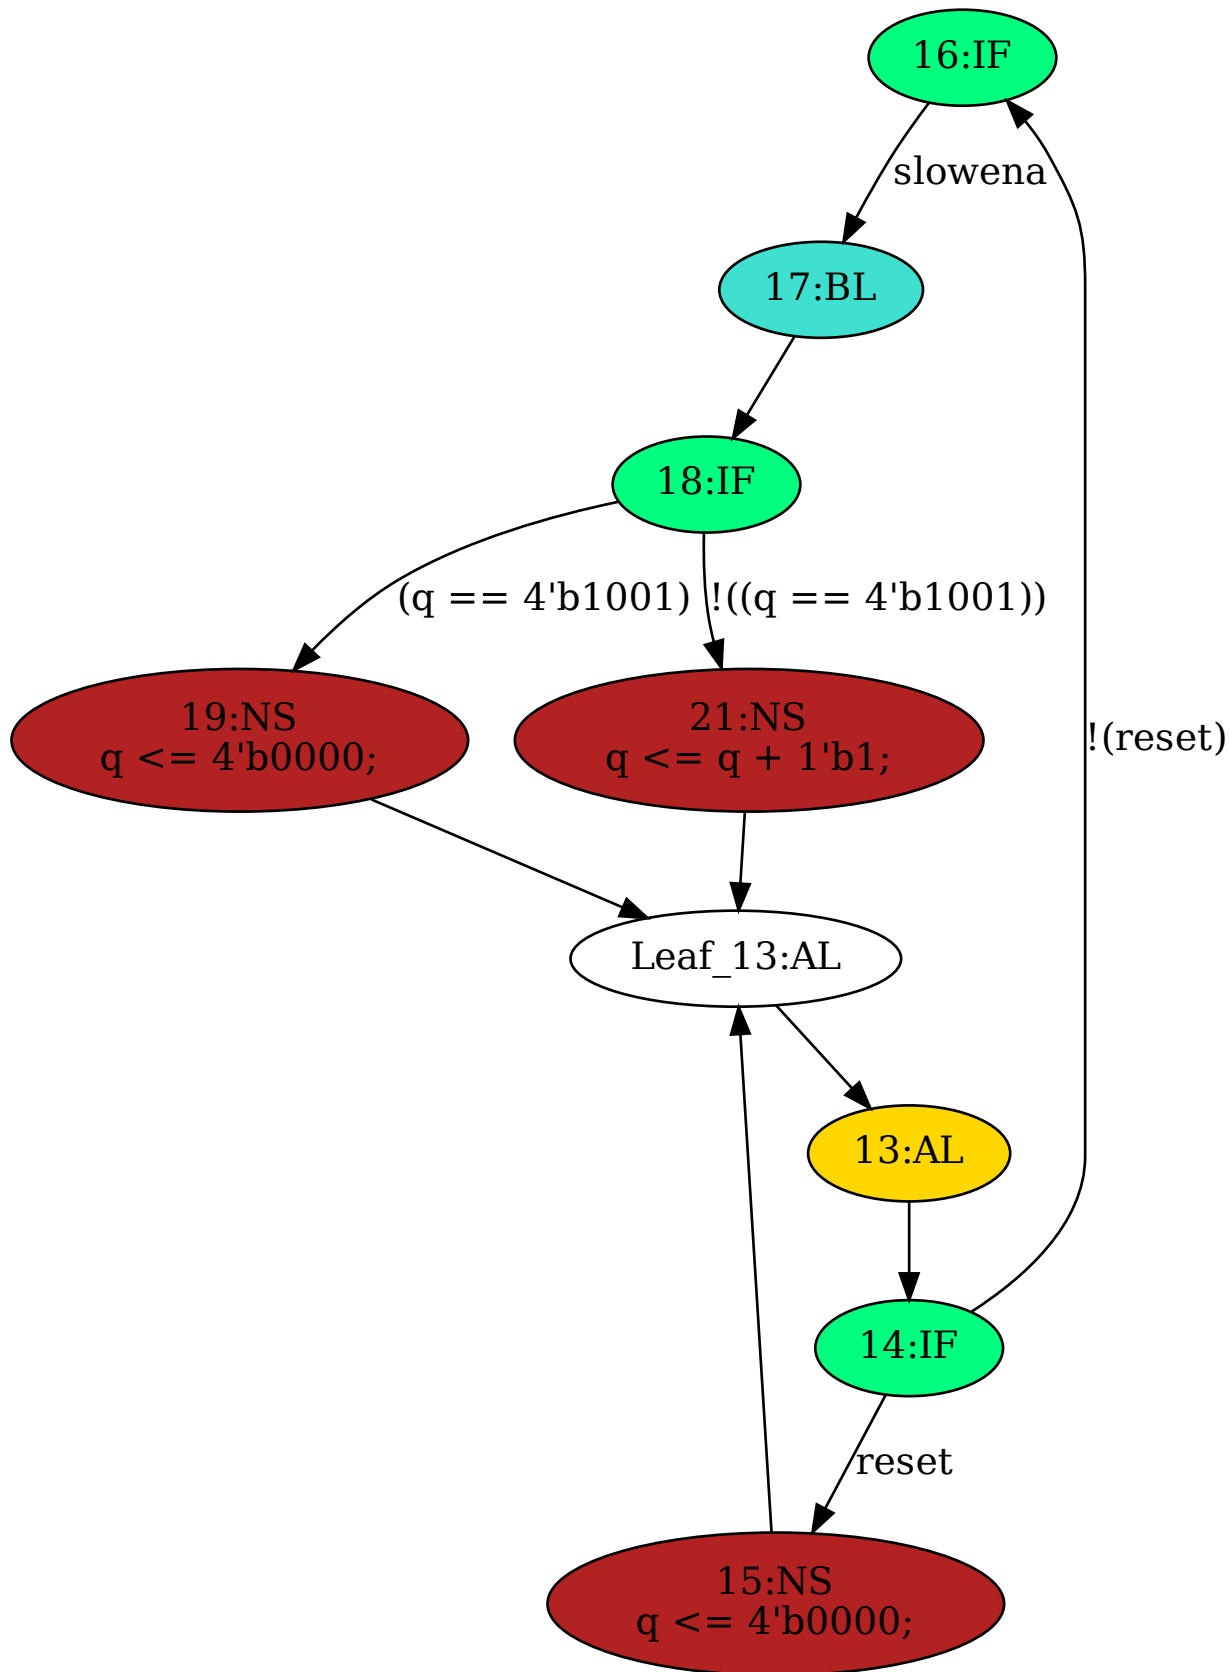 16:IF
slowena
17:BL
18:IF
(q == 4'b1001)
!((q == 4'b1001))
19:NS
q <= 4'b0000;
21:NS
q <= q + 1'b1;
!(reset)
Leaf_13:AL
13:AL
14:IF
reset
15:NS
q <= 4'b0000;